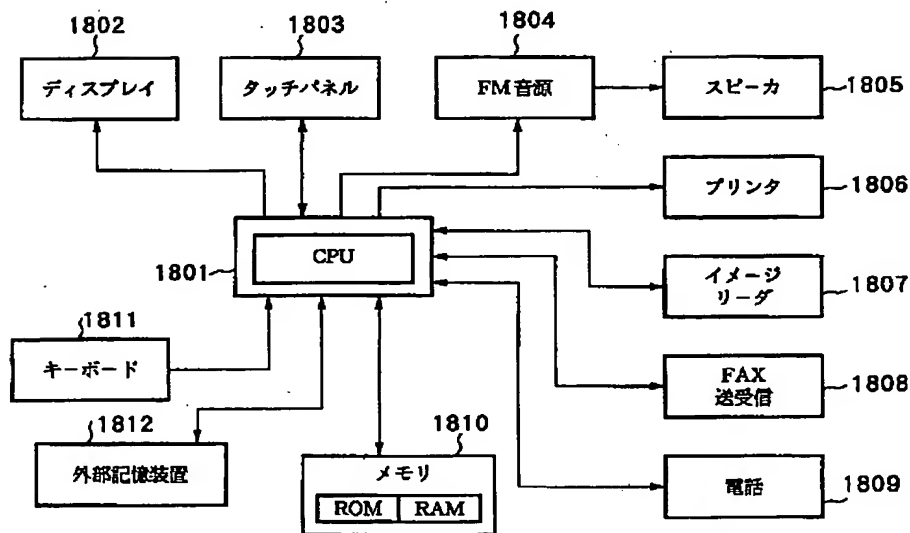 1802
1803
1804
ディスプレイ
タッチパネル
FM音源
スピーカ
1805
プリンタ
1806
CPU
1801
イメージ
リーダ
1807
1811
キーボード
FAX
送受信
1808
1812
外部記憶装置
1810
メモリ
ROM
RAM
電話
1809